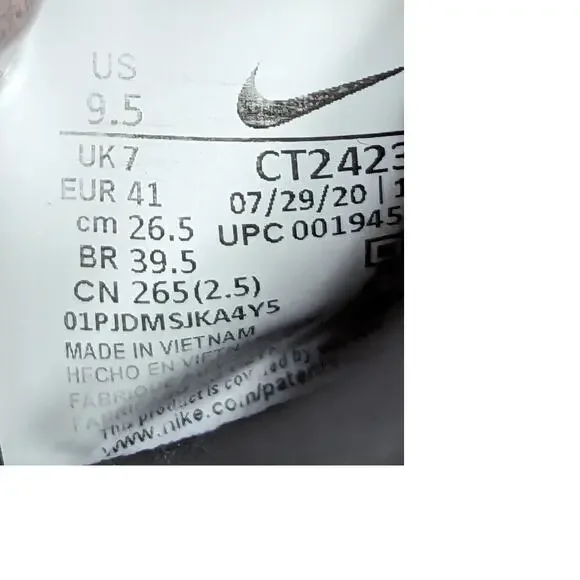 US
9.5
UK 7
EUR 41
cm 26.5
BR 39.5
CN 265(2.5)
CT2423
07/29/20 | 1
UPC 001945
01PJDMSJKA4Y5
MADE IN VIETNAM
HECHO EN VIETNAM
This product is covered by
www.nike.com/patents